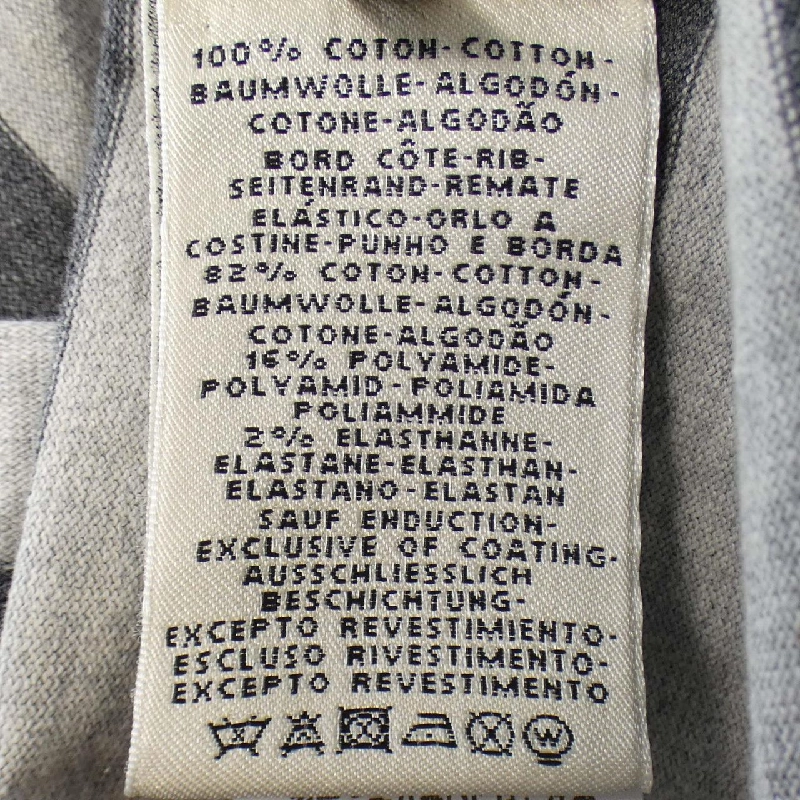 100% COTON-COTTON-
BAUMWOLLE-ALGODÓN-
COTONE-ALGODÃO
BORD CÔTE-RIB-
SEITENRAND-REMATE
ELÁSTICO-ORLO A
COSTINE-PUNHO E BORDA
82% COTON-COTTON-
BAUMWOLLE-ALGODÓN-
COTONE-ALGODÃO
16% POLYAMIDE-
POLYAMID-POLIAMIDA
POLIAMMIDE
2% ELASTHANNE-
ELASTANE-ELASTHAN-
ELASTANO-ELASTAN
SAUF ENDUCTION-
EXCLUSIVE OF COATING-
AUSSCHLIESSLICH
BESCHICHTUNG-
EXCEPTO REVESTIMIENTO-
ESCLUSO RIVESTIMENTO-
EXCEPTO REVESTIMENTO
W